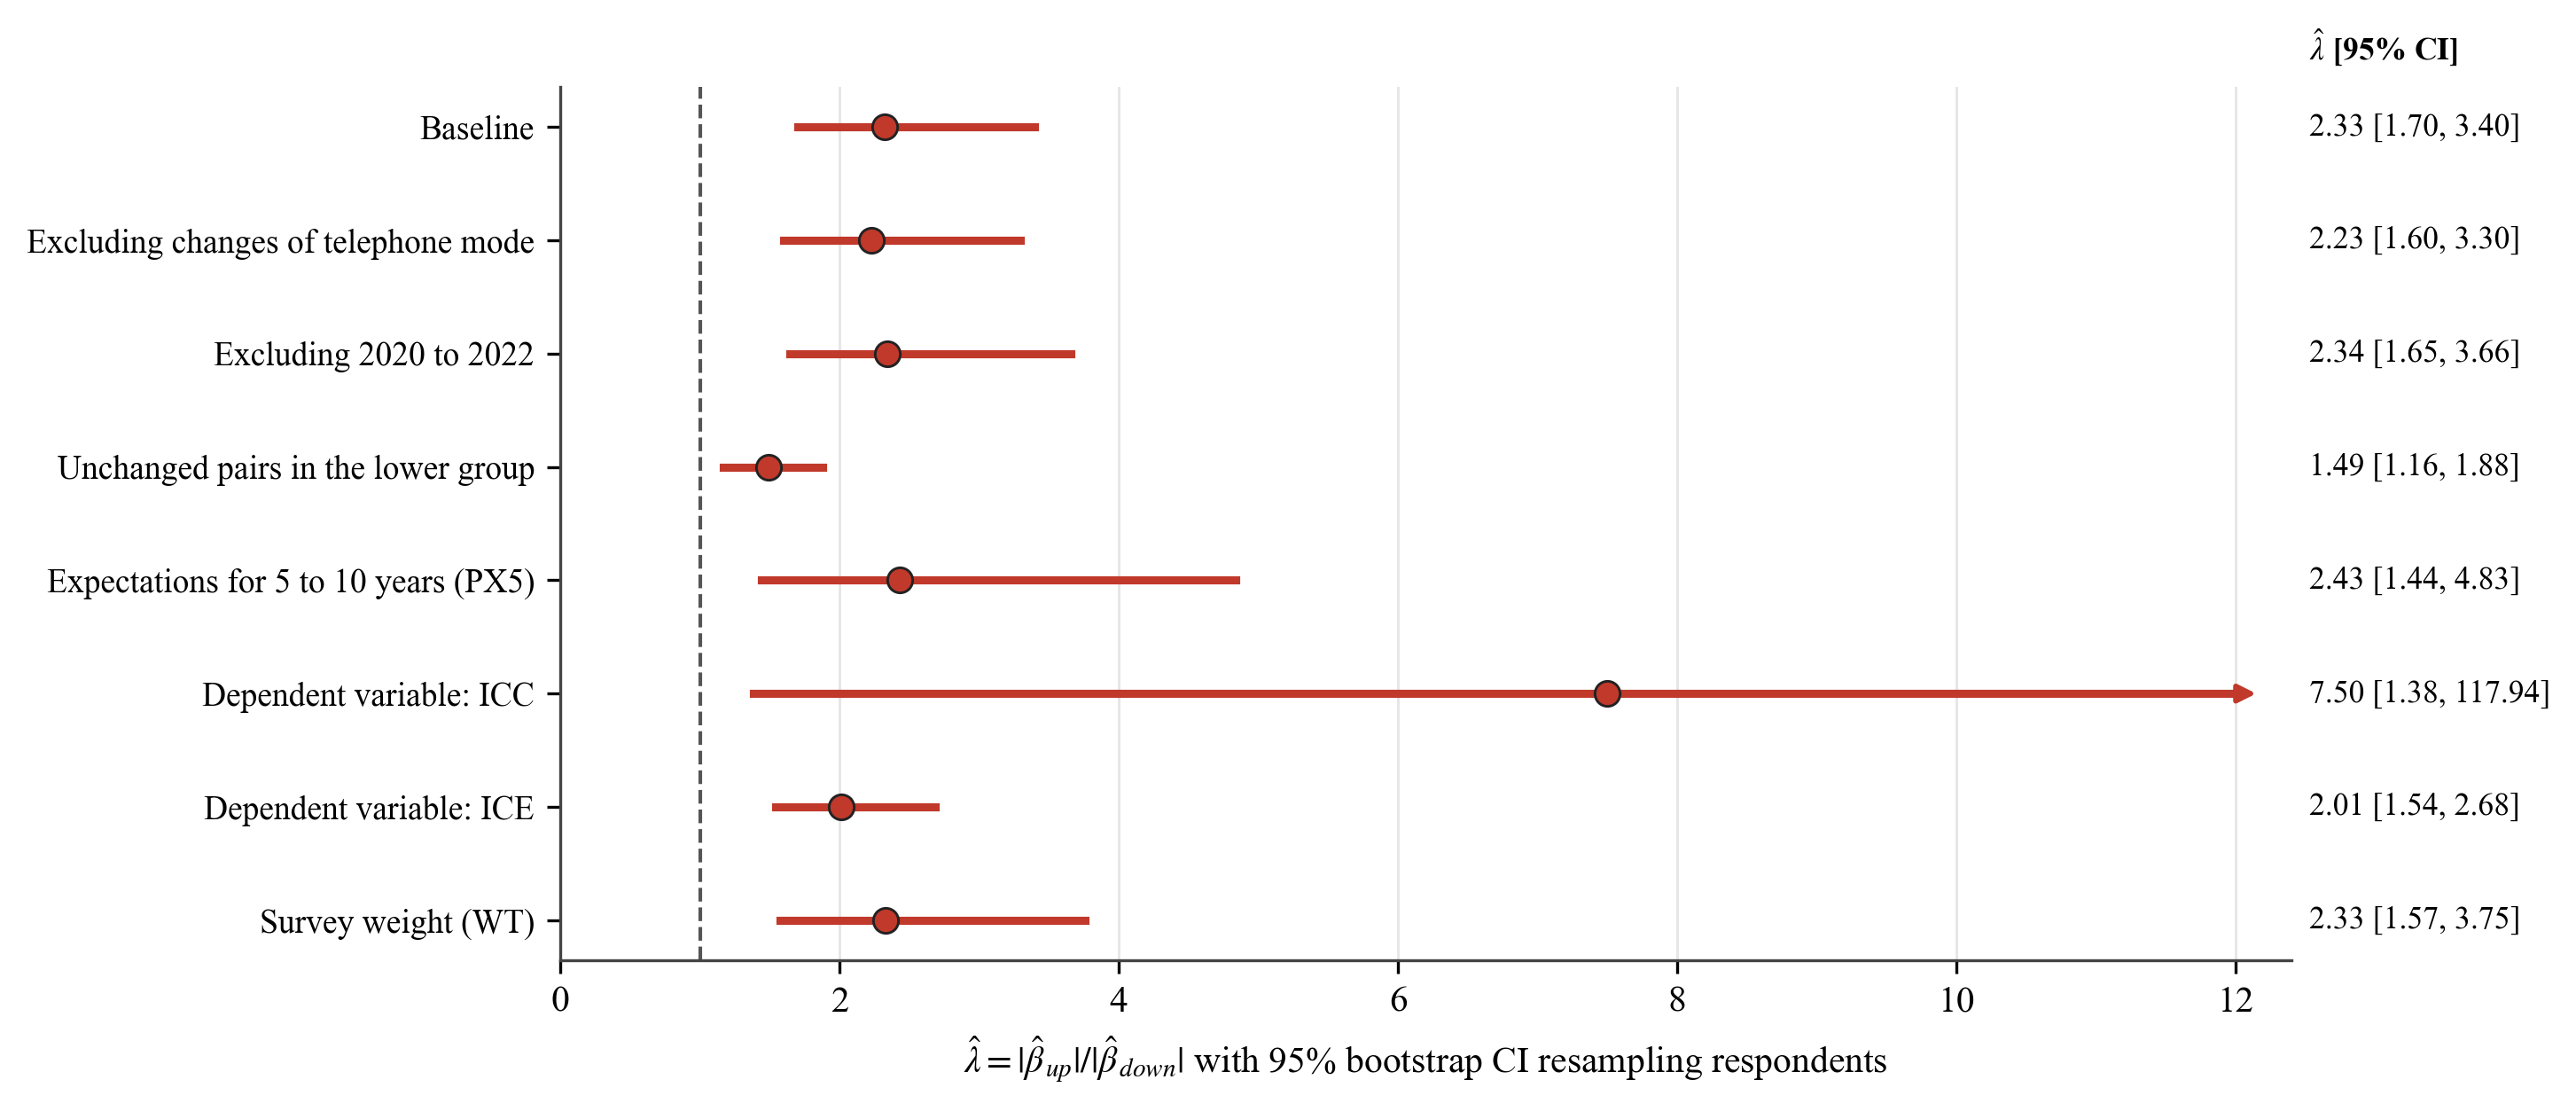 λ̂ [95% CI]
Baseline 2.33 [1.70, 3.40]
Excluding changes of telephone mode 2.23 [1.60, 3.30]
Excluding 2020 to 2022 2.34 [1.65, 3.66]
Unchanged pairs in the lower group 1.49 [1.16, 1.88]
Expectations for 5 to 10 years (PX5) 2.43 [1.44, 4.83]
Dependent variable: ICC 7.50 [1.38, 117.94]
Dependent variable: ICE 2.01 [1.54, 2.68]
Survey weight (WT) 2.33 [1.57, 3.75]
0 2 4 6 8 10 12
λ̂ = |β̂up|/|β̂down| with 95% bootstrap CI resampling respondents